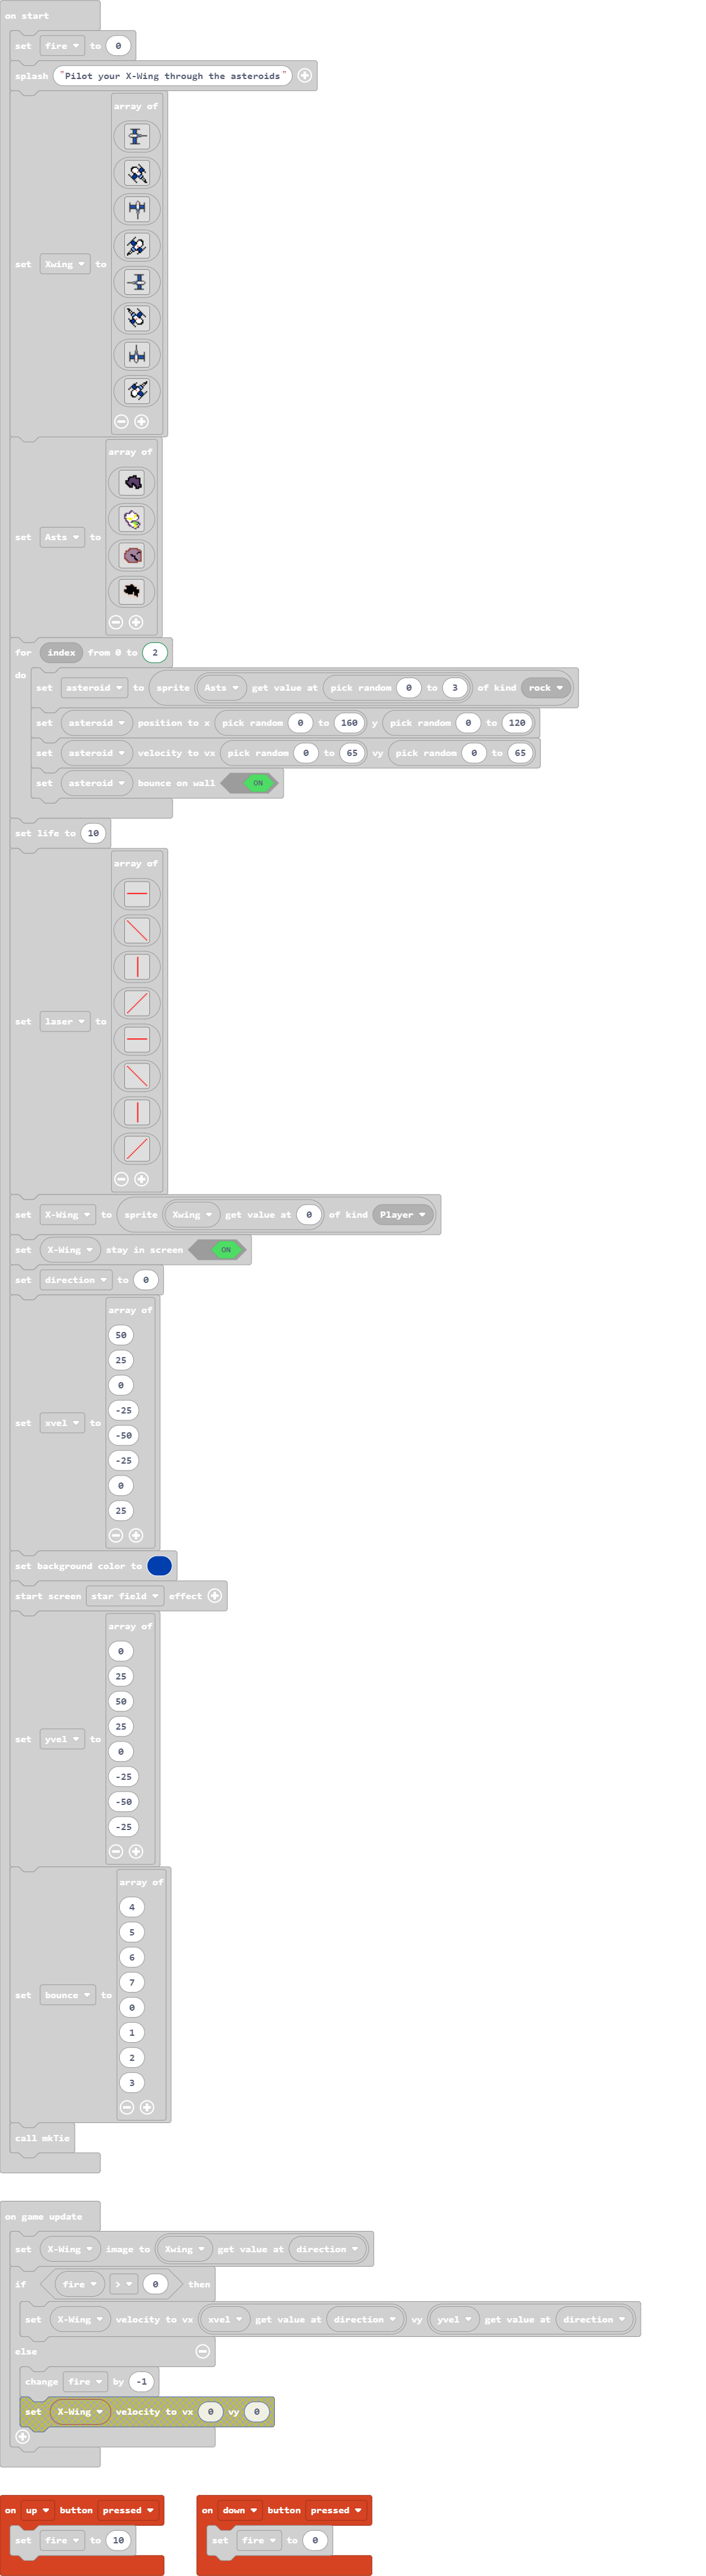 on start
set fire to 0
splash "Pilot your X-Wing through the asteroids"
array of
set Xwing to
array of
set Asts to
for index from 0 to 2
do
set asteroid to sprite Asts get value at pick random 0 to 3 of kind rock
set asteroid position to x pick random 0 to 160 y pick random 0 to 120
set asteroid velocity to vx pick random 0 to 65 vy pick random 0 to 65
set asteroid bounce on wall ON
set life to 10
array of
set laser to
set X-Wing to sprite Xwing get value at 0 of kind Player
set X-Wing stay in screen ON
set direction to 0
array of
50
25
0
-25
set xvel to
-50
-25
0
25
set background color to
start screen star field effect
array of
0
25
50
25
set yvel to
0
-25
-50
-25
array of
4
5
6
7
set bounce to
0
1
2
3
call mkTie
on game update
set X-Wing image to Xwing get value at direction
if fire > 0 then
set X-Wing velocity to vx xvel get value at direction vy yvel get value at direction
else
change fire by -1
set X-Wing velocity to vx 0 vy 0
on up button pressed
set fire to 10
on down button pressed
set fire to 0